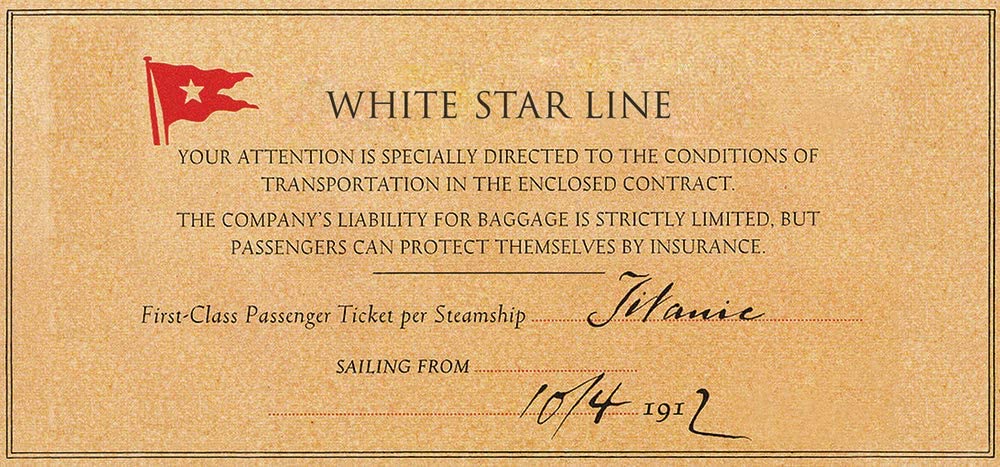 WHITE STAR LINE
YOUR ATTENTION IS SPECIALLY DIRECTED TO THE CONDITIONS OF
TRANSPORTATION IN THE ENCLOSED CONTRACT.
THE COMPANY'S LIABILITY FOR BAGGAGE IS STRICTLY LIMITED, BUT
PASSENGERS CAN PROTECT THEMSELVES BY INSURANCE.
First-Class Passenger Ticket per Steamship Titanic
SAILING FROM
10/4 1912